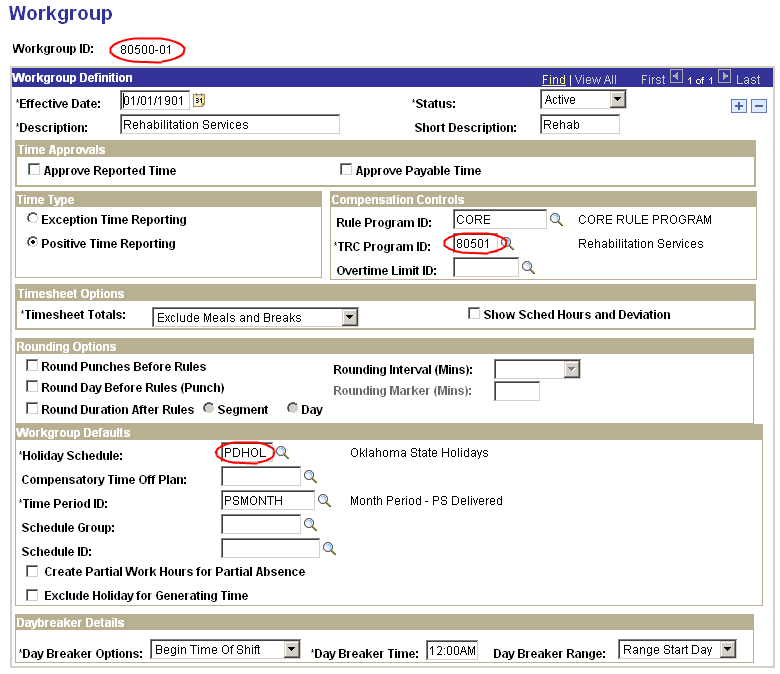 Workgroup
Workgroup ID: 80500-01
Workgroup Definition Find | View All First 1 of 1 Last
*Effective Date: 01/01/1901 31 *Status: Active
*Description: Rehabilitation Services Short Description: Rehab
Time Approvals
Approve Reported Time Approve Payable Time
Time Type Compensation Controls
Exception Time Reporting Rule Program ID: CORE CORE RULE PROGRAM
Positive Time Reporting *TRC Program ID: 80501 Rehabilitation Services
Overtime Limit ID:
Timesheet Options
*Timesheet Totals: Exclude Meals and Breaks Show Sched Hours and Deviation
Rounding Options
Round Punches Before Rules Rounding Interval (Mins):
Round Day Before Rules (Punch) Rounding Marker (Mins):
Round Duration After Rules Segment Day
Workgroup Defaults
*Holiday Schedule: PDHOL Oklahoma State Holidays
Compensatory Time Off Plan:
*Time Period ID: PSMONTH Month Period - PS Delivered
Schedule Group:
Schedule ID:
Create Partial Work Hours for Partial Absence
Exclude Holiday for Generating Time
Daybreaker Details
*Day Breaker Options: Begin Time Of Shift *Day Breaker Time: 12:00AM Day Breaker Range: Range Start Day